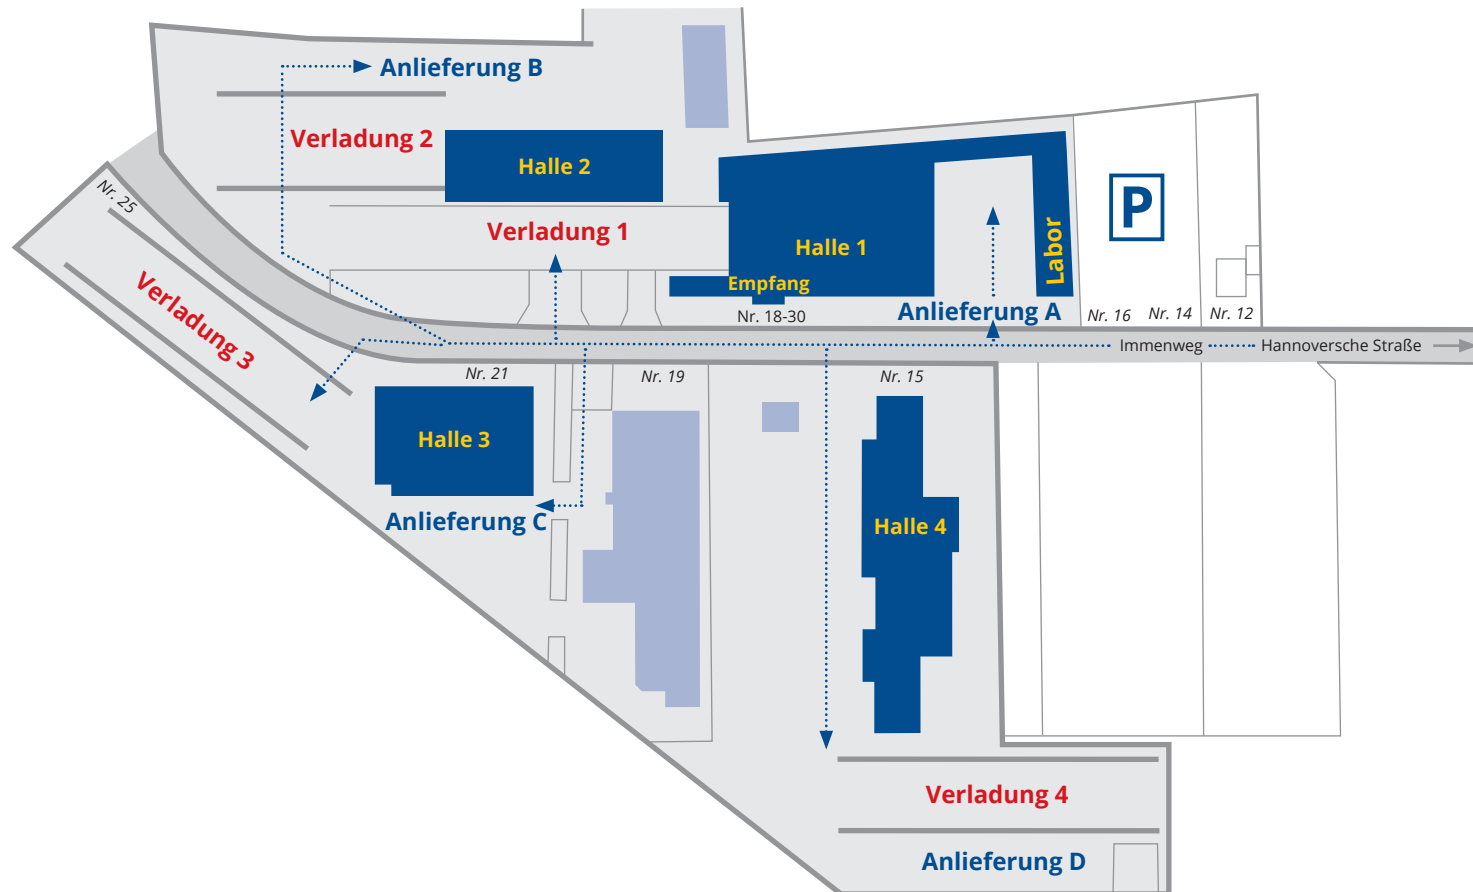 Anlieferung B
Verladung 2
Halle 2
Nr. 25
Verladung 1
Halle 1
Labor
P
Empfang
Verladung 3
Nr. 18-30
Anlieferung A
Nr. 16
Nr. 14
Nr. 12
Immenweg
Hannoversche Straße
Nr. 21
Nr. 19
Nr. 15
Halle 3
Anlieferung C
Halle 4
Verladung 4
Anlieferung D